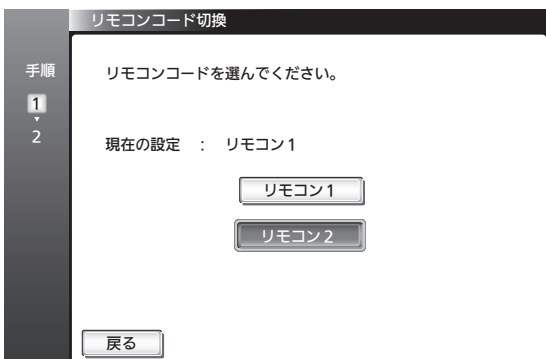 リモコンコード切換
手順
1
2
リモコンコードを選んでください。
現在の設定 : リモコン1
リモコン1
リモコン2
戻る